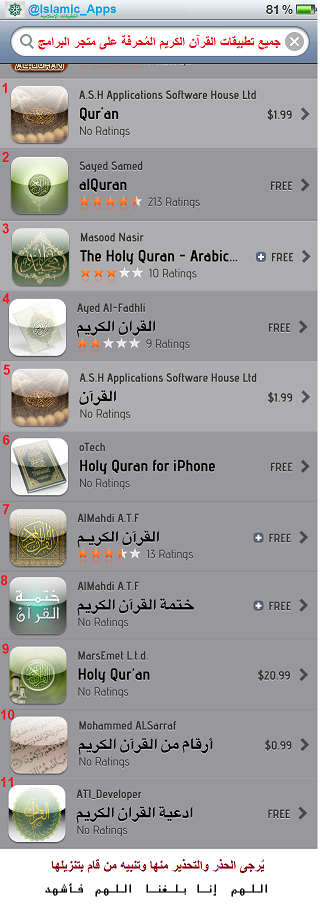 @Islamic_Apps
81 %
جميع تطبيقات القرآن الكريم المُحرفة على متجر البرامج
1
A.S.H Applications Software House Ltd
Qur'an $1.99
No Ratings
2
Sayed Samed
alQuran FREE
213 Ratings
3
Masood Nasir
The Holy Quran - Arabic... FREE
10 Ratings
4
Ayed Al-Fadhli
القران الكريم FREE
9 Ratings
5
A.S.H Applications Software House Ltd
القرآن $1.99
No Ratings
6
oTech
Holy Quran for iPhone FREE
No Ratings
7
AlMahdi A.T.F
القرآن الكريم FREE
13 Ratings
8
ختمة القرآن
AlMahdi A.T.F
ختمة القرآن الكريم FREE
No Ratings
9
MarsEmet L.t.d.
Holy Qur'an $20.99
No Ratings
10
Mohammed ALSarraf
أرقام من القرآن الكريم $0.99
No Ratings
11
ATI_Developer
ادعية القران الكريم FREE
No Ratings
يُرجى الحذر والتحذير منها وتنبيه من قام بتنزيلها
اللهم إنا بلغنا اللهم فأشهد